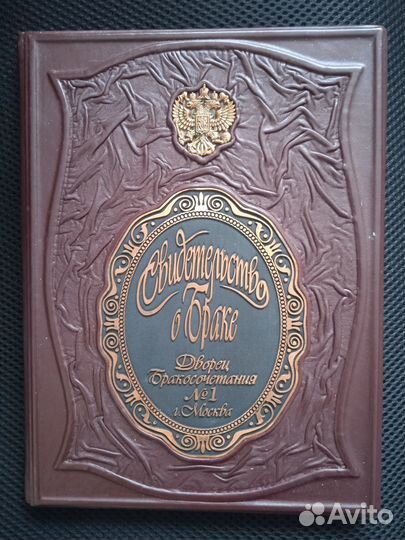 Свидетельство
о Браке
Дворец
Бракосочетания
№1
г. Москва
Avito